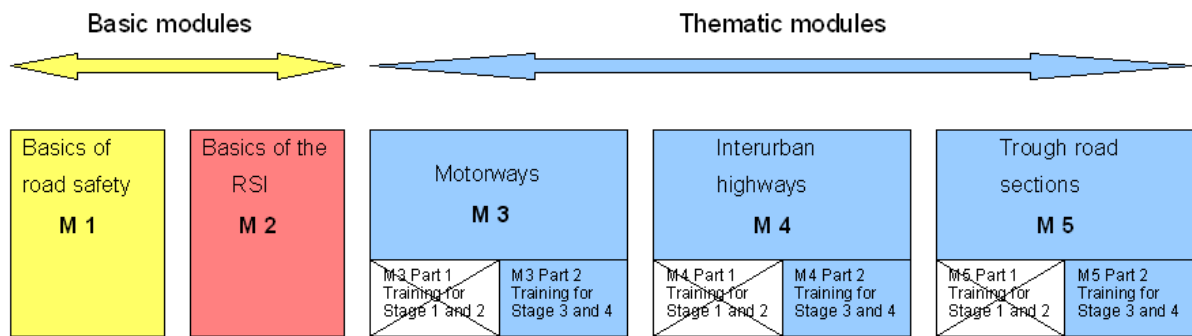 Basic modules
Thematic modules
Basics of
road safety
M 1
Basics of the
RSI
M 2
Motorways
M 3
Interurban
highways
M 4
Trough road
sections
M 5
M3 Part 1
Training for
Stage 1 and 2
M3 Part 2
Training for
Stage 3 and 4
M4 Part 1
Training for
Stage 1 and 2
M4 Part 2
Training for
Stage 3 and 4
M5 Part 1
Training for
Stage 1 and 2
M5 Part 2
Training for
Stage 3 and 4